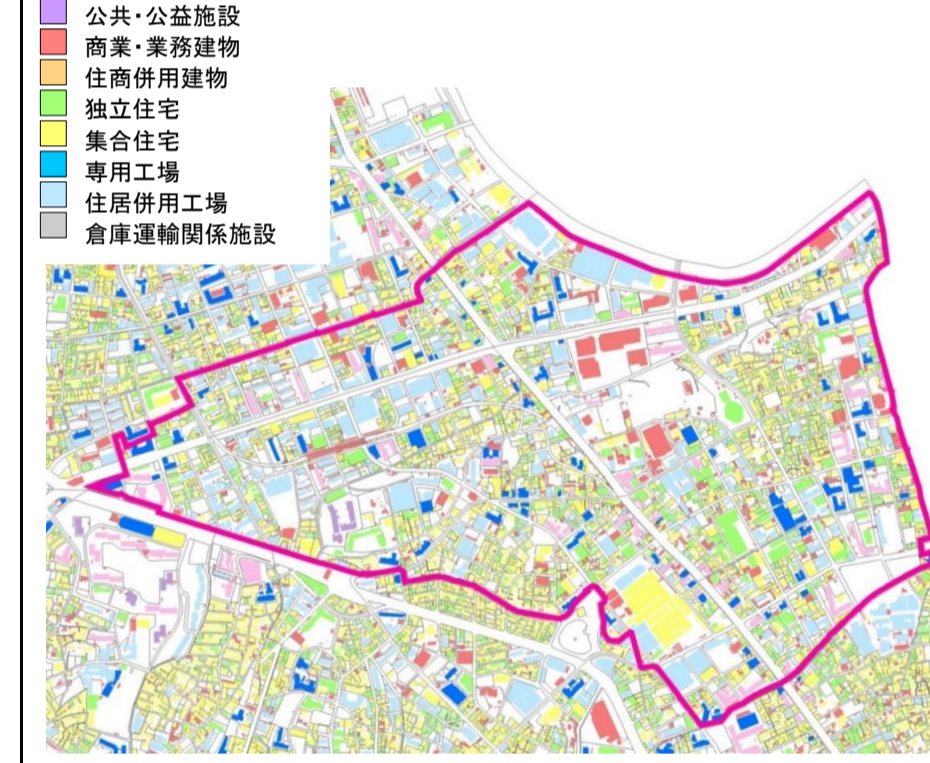 公共・公益施設
商業・業務建物
住商併用建物
独立住宅
集合住宅
専用工場
住居併用工場
倉庫運輸関係施設